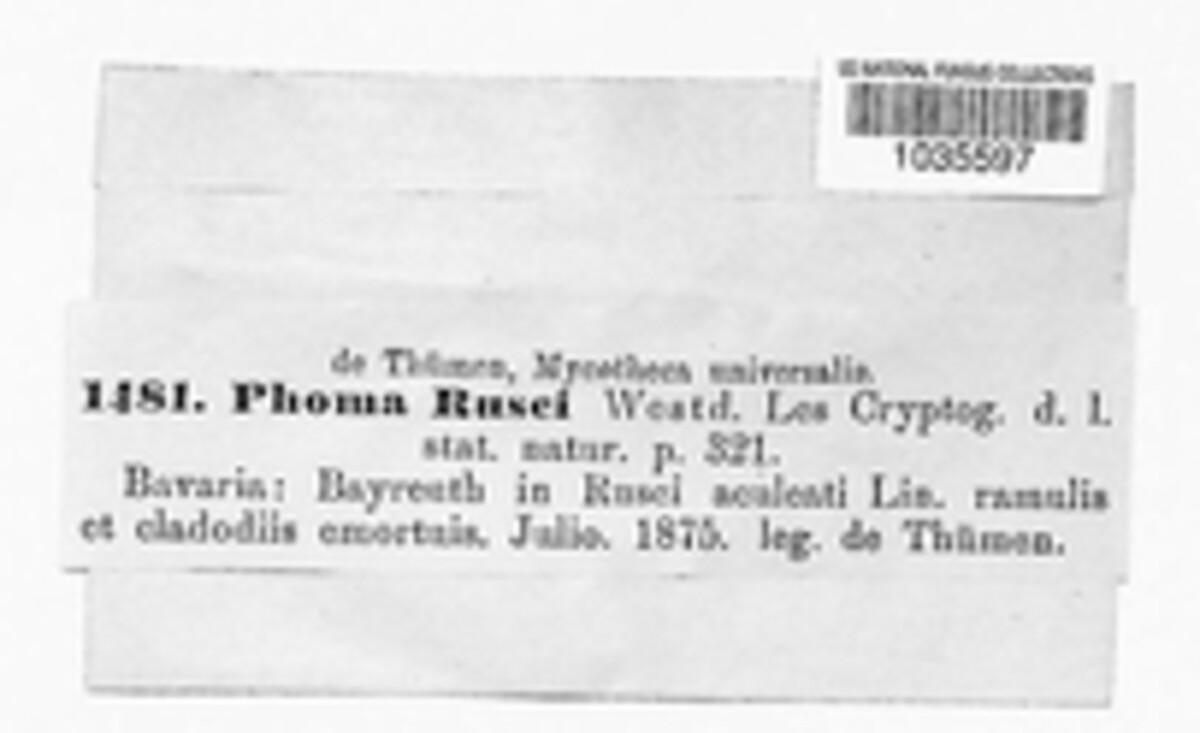 US NATIONAL FUNGUS COLLECTIONS
1035597
de Thümen, Mycotheca universalis.
1481. Phoma Rusci Westd. Les Cryptog. d. l.
stat. natur. p. 321.
Bavaria: Bayreuth in Rusci aculeati Lin. ramulis
et cladodiis emortuis. Julio. 1875. leg. de Thümen.